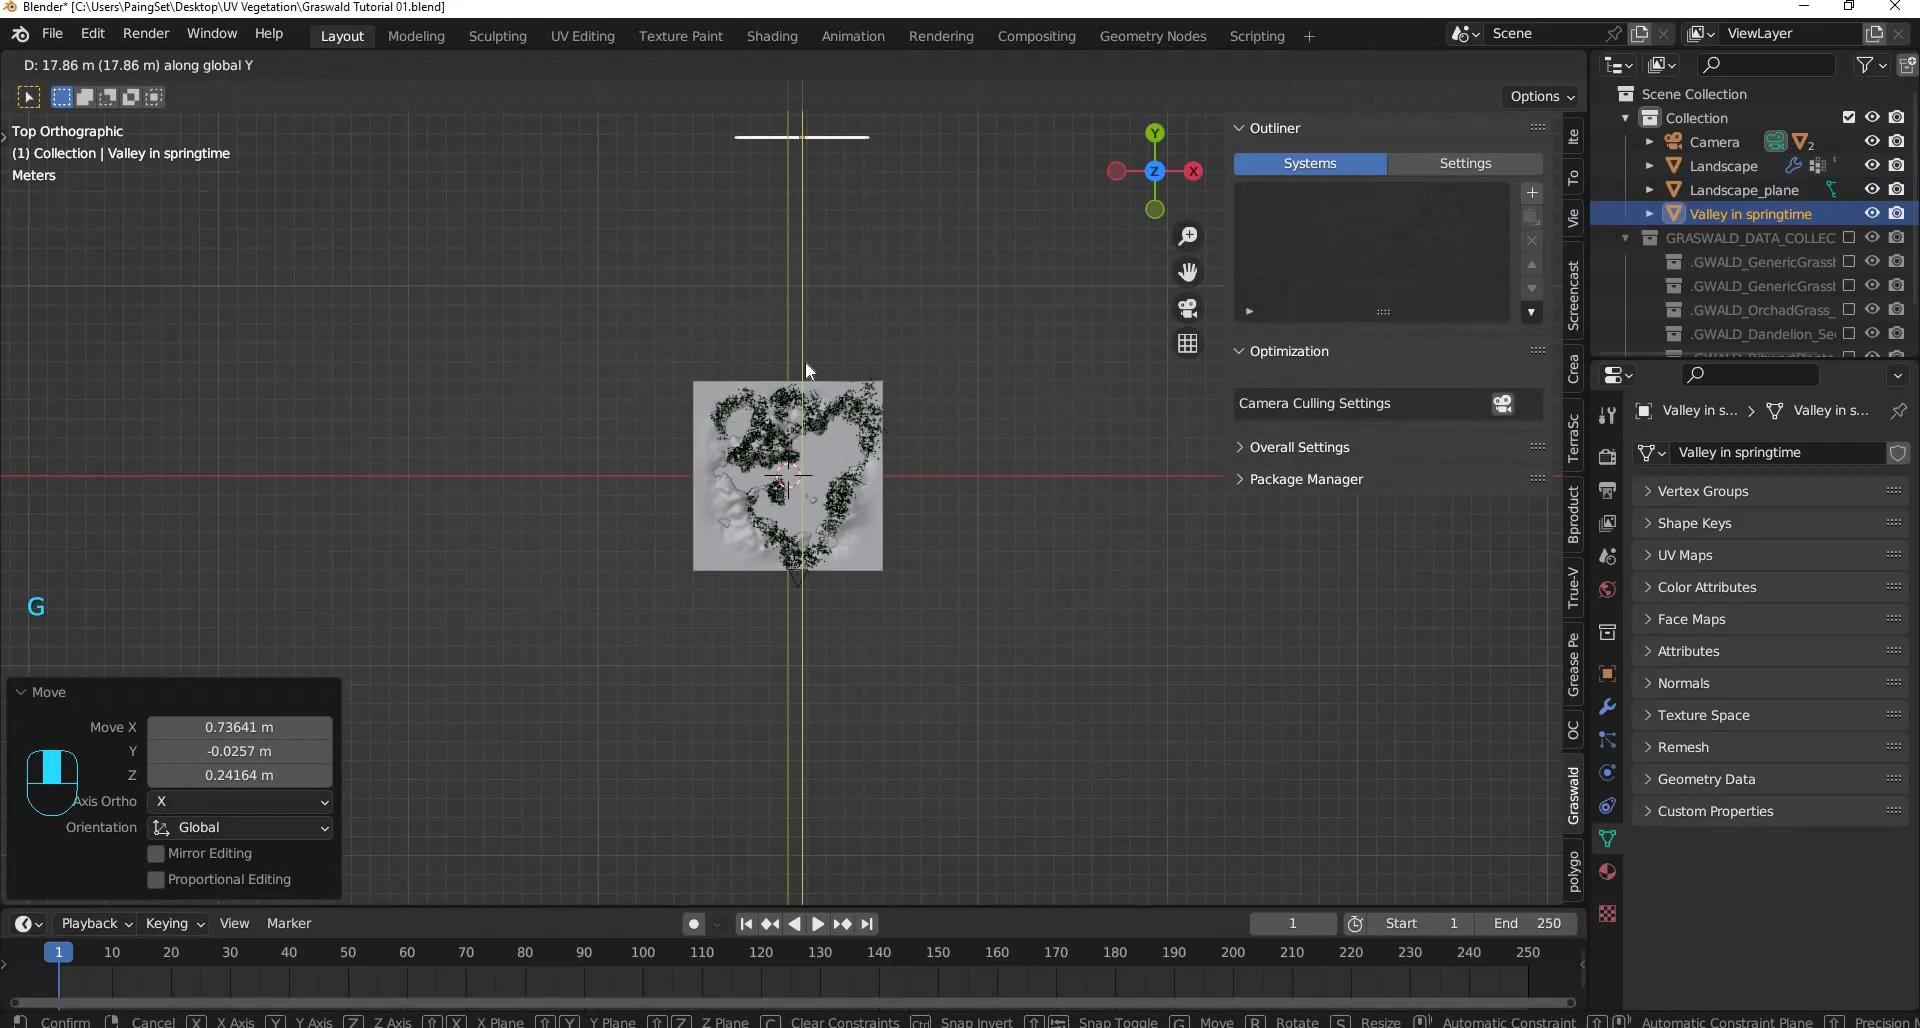 Blender* [C:\Users\PaingSet\Desktop\UV Vegetation\Graswald Tutorial 01.blend]
File Edit Render Window Help
Layout Modeling Sculpting UV Editing Texture Paint Shading Animation Rendering Compositing Geometry Nodes Scripting +
Scene
ViewLayer
D: 17.86 m (17.86 m) along global Y
Options
Top Orthographic
(1) Collection | Valley in springtime
Meters
Y
X
Z
Outliner
Systems Settings
Optimization
Camera Culling Settings
Overall Settings
Package Manager
Ite
To
Vie
Screencast
Crea
TerraSc
Bproduct
True-V
Grease Pe
OC
Graswald
polygo
Scene Collection
Collection
Camera 2
Landscape
Landscape_plane
Valley in springtime
GRASWALD_DATA_COLLEC
.GWALD_GenericGrassl
.GWALD_GenericGrassl
.GWALD_OrchadGrass_
.GWALD_Dandelion_Se
Valley in s... > Valley in s...
Valley in springtime
Vertex Groups
Shape Keys
UV Maps
Color Attributes
Face Maps
Attributes
Normals
Texture Space
Remesh
Geometry Data
Custom Properties
G
Move
Move X 0.73641 m
Y -0.0257 m
Z 0.24164 m
Axis Ortho X
Orientation Global
Mirror Editing
Proportional Editing
Playback Keying View Marker
1 Start 1 End 250
1 10 20 30 40 50 60 70 80 90 100 110 120 130 140 150 160 170 180 190 200 210 220 230 240 250
Confirm Cancel X X Axis Y Y Axis Z Z Axis X X Plane Y Y Plane Z Z Plane C Clear Constraints Ctrl Snap Invert Snap Toggle G Move R Rotate S Resize Automatic Constraint Automatic Constraint Plane Precision